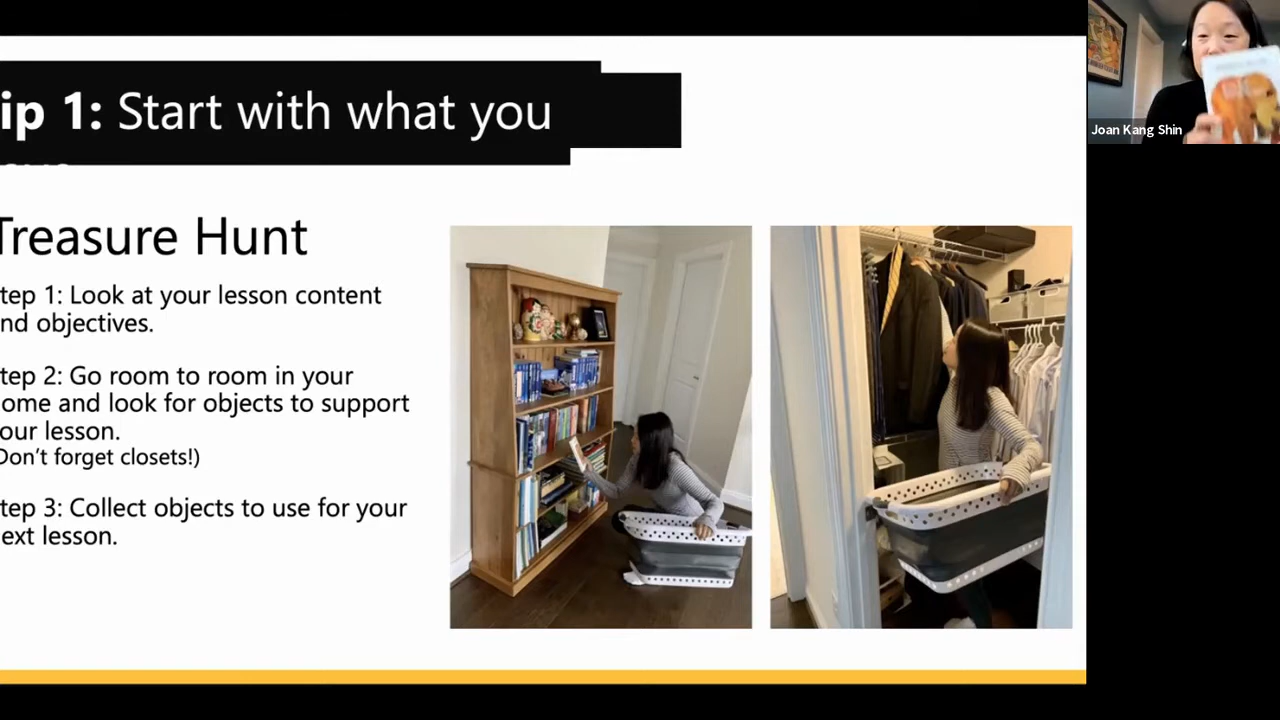 ip 1: Start with what you
Treasure Hunt
tep 1: Look at your lesson content
nd objectives.
tep 2: Go room to room in your
ome and look for objects to support
our lesson.
Don't forget closets!)
tep 3: Collect objects to use for your
ext lesson.
Joan Kang Shin